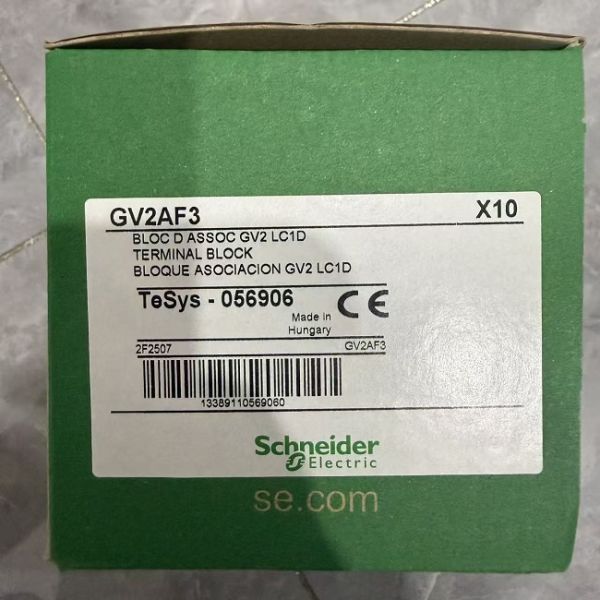 GV2AF3 X10
BLOC D ASSOC GV2 LC1D
TERMINAL BLOCK
BLOQUE ASOCIACION GV2 LC1D
TeSys - 056906 CE
Made in
Hungary
2F2507 GV2AF3
13389110569060
Schneider
Electric
se.com